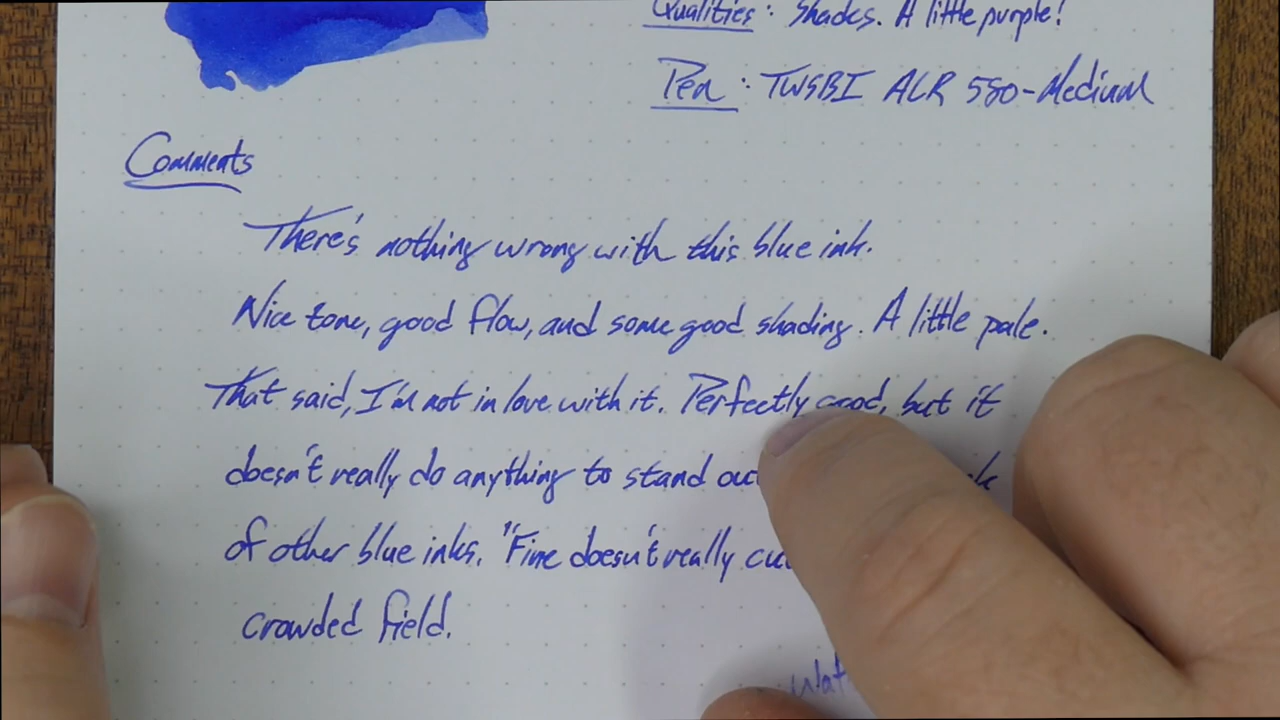 Qualities: Shades. A little purple!
Pen: TWSBI ALR 580-Medium
Comments
There's nothing wrong with this blue ink.
Nice tone, good flow, and some good shading. A little pale.
That said, I'm not in love with it. Perfectly good, but it
doesn't really do anything to stand
of other blue inks. "Fine doesn't really
crowded field.